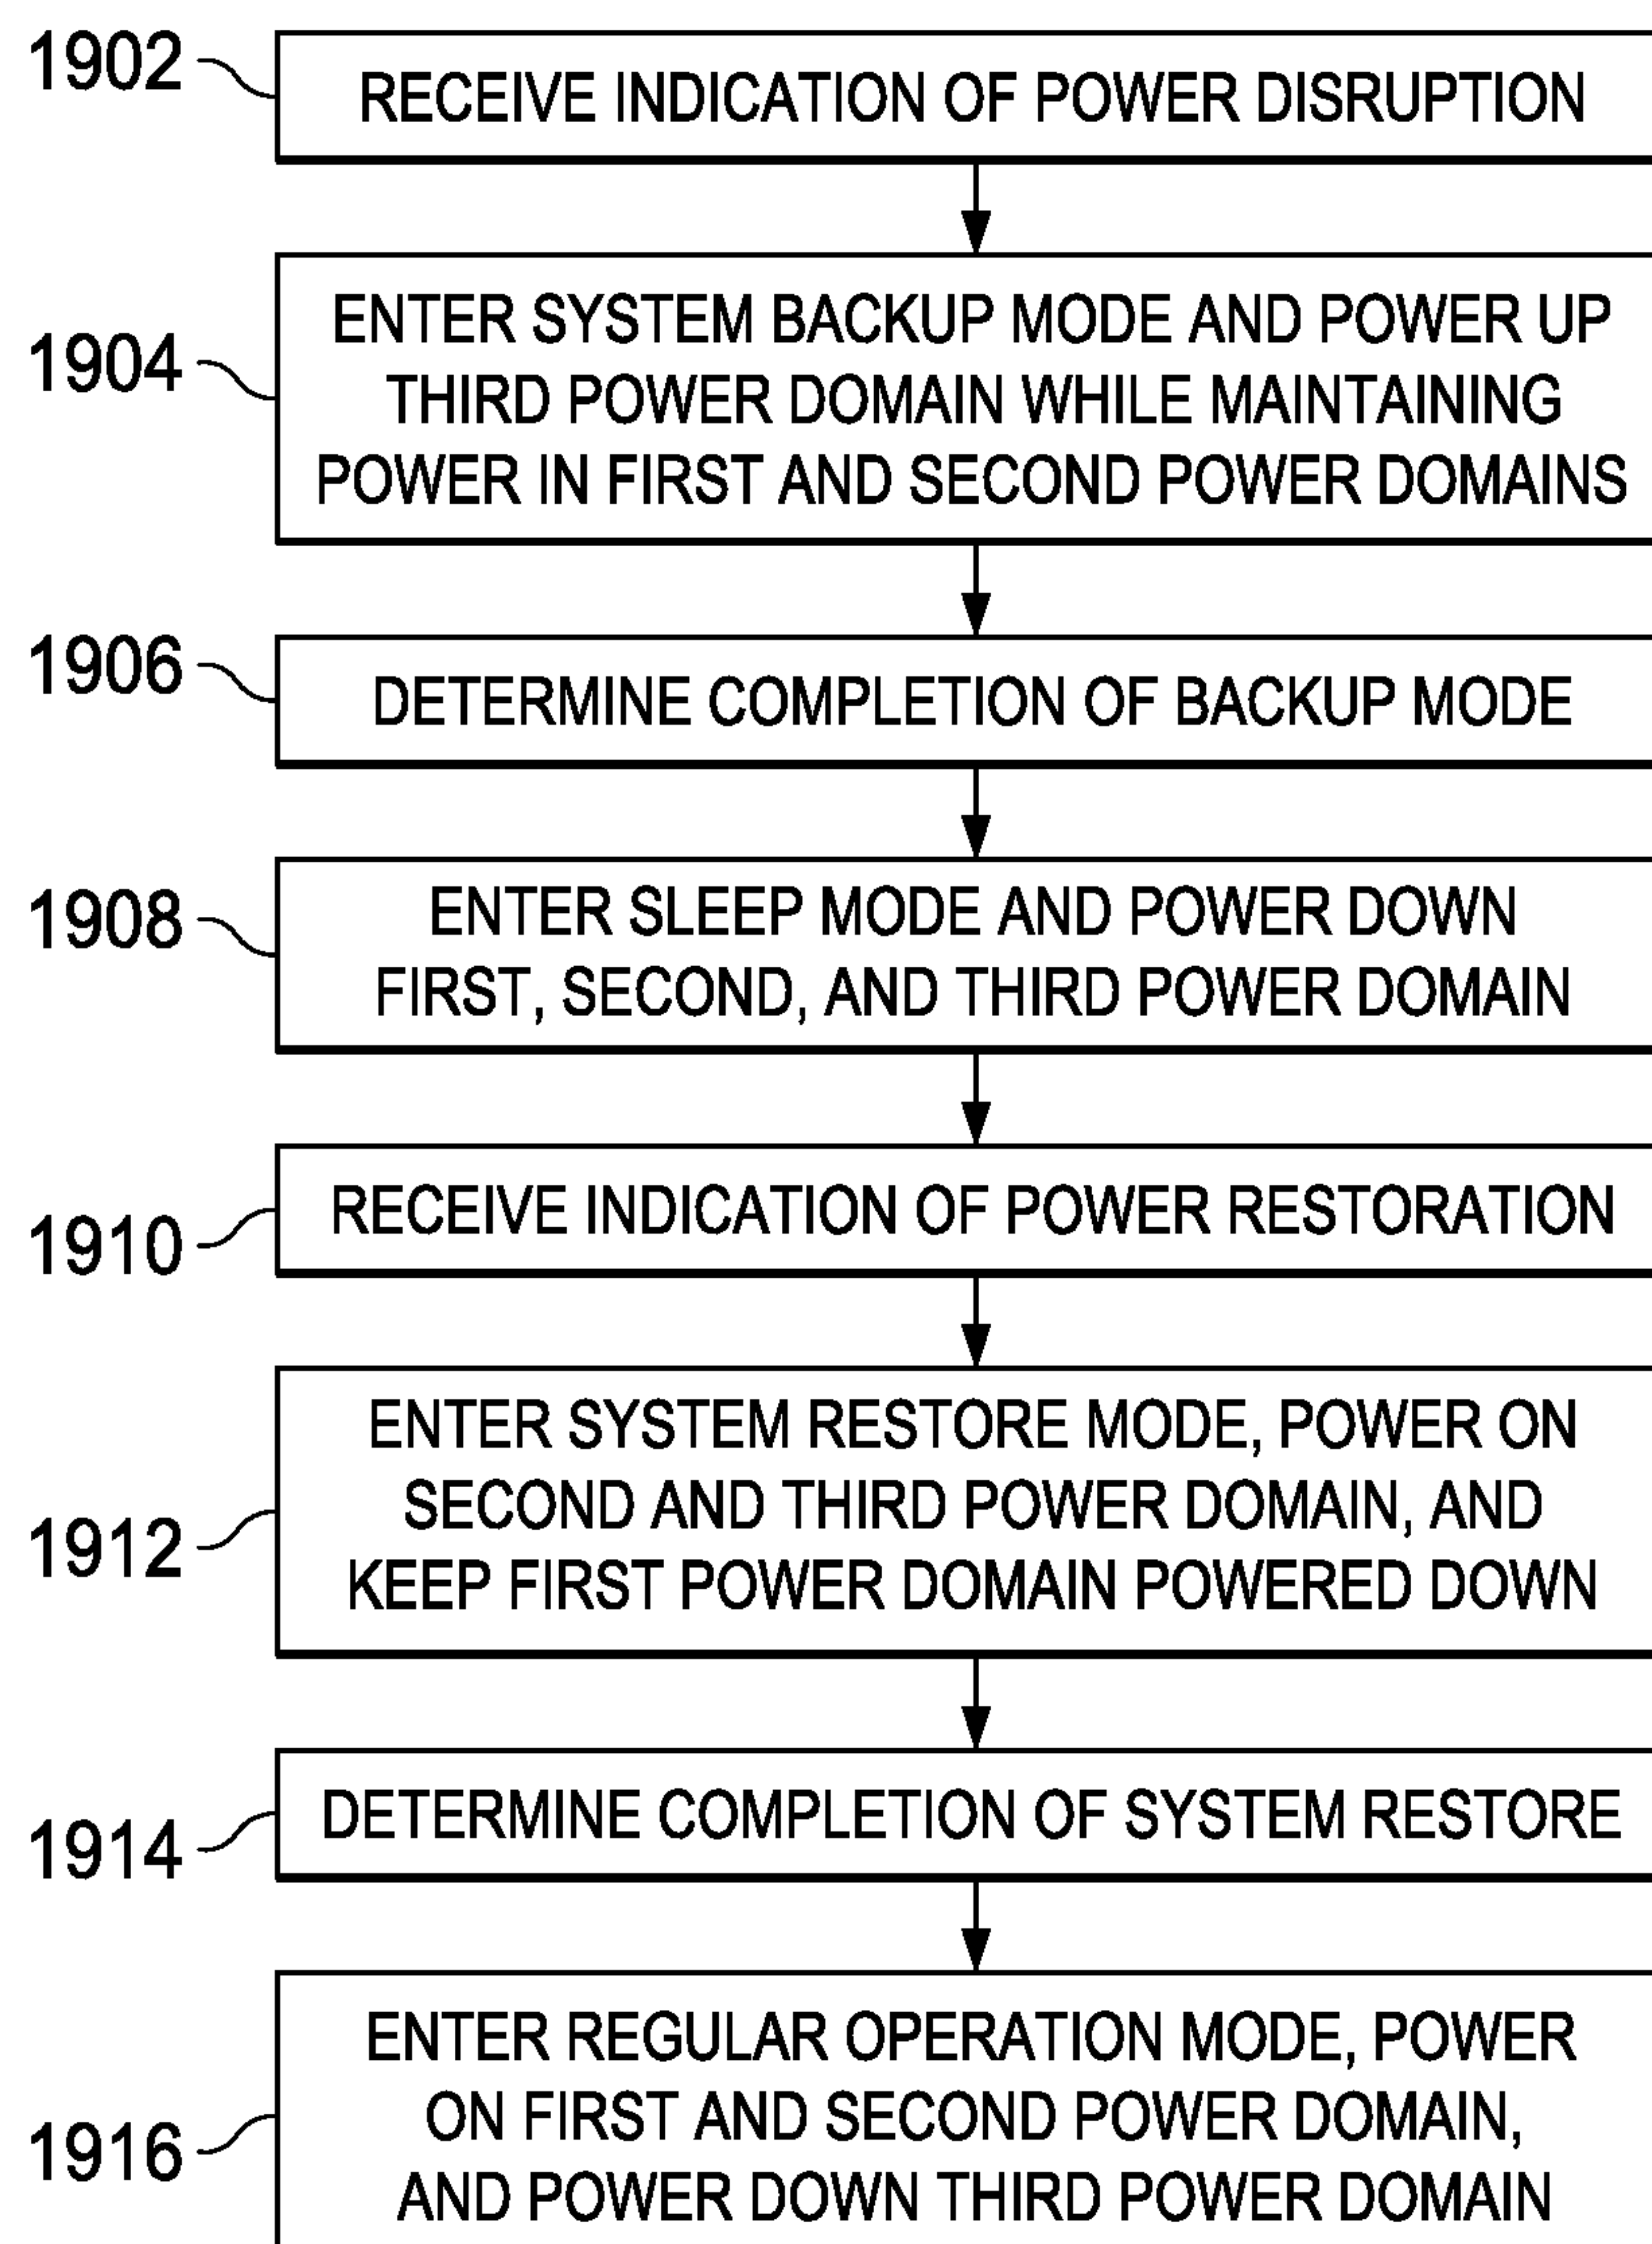 1902
RECEIVE INDICATION OF POWER DISRUPTION
1904
ENTER SYSTEM BACKUP MODE AND POWER UP
THIRD POWER DOMAIN WHILE MAINTAINING
POWER IN FIRST AND SECOND POWER DOMAINS
1906
DETERMINE COMPLETION OF BACKUP MODE
1908
ENTER SLEEP MODE AND POWER DOWN
FIRST, SECOND, AND THIRD POWER DOMAIN
1910
RECEIVE INDICATION OF POWER RESTORATION
1912
ENTER SYSTEM RESTORE MODE, POWER ON
SECOND AND THIRD POWER DOMAIN, AND
KEEP FIRST POWER DOMAIN POWERED DOWN
1914
DETERMINE COMPLETION OF SYSTEM RESTORE
1916
ENTER REGULAR OPERATION MODE, POWER
ON FIRST AND SECOND POWER DOMAIN,
AND POWER DOWN THIRD POWER DOMAIN